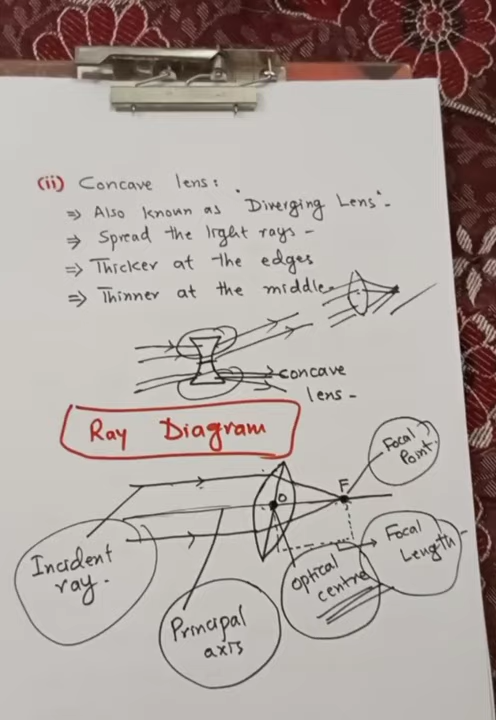 (ii) Concave lens:
⇒ Also known as "Diverging Lens".
⇒ Spread the light rays -
⇒ Thicker at the edges
⇒ Thinner at the middle.
concave
lens -
Ray Diagram
Focal
Point.
F
O
Focal
Length
Optical
centre
Incident
ray.
Principal
axis